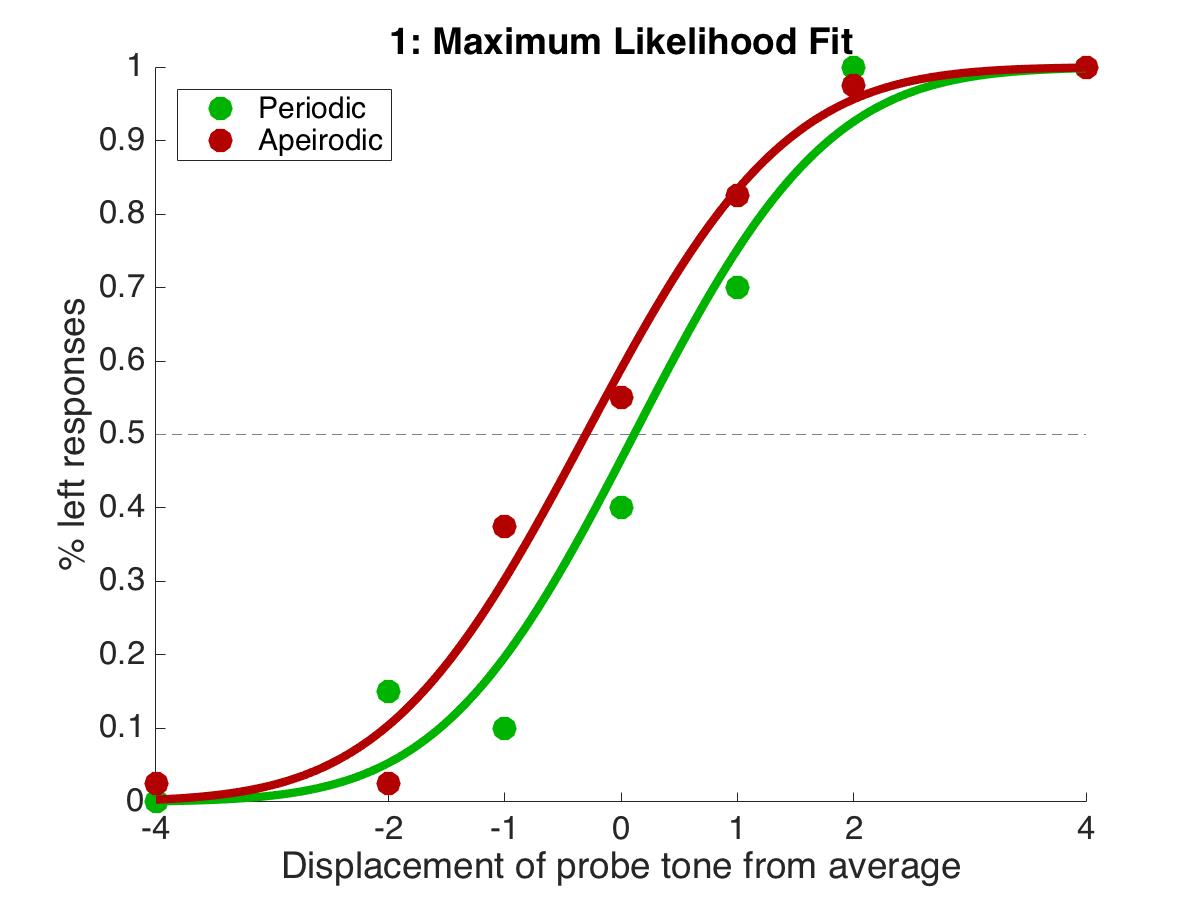 1: Maximum Likelihood Fit
1
0.9
0.8
0.7
0.6
0.5
0.4
0.3
0.2
0.1
0
Periodic
Apeirodic
% left responses
-4 -2 -1 0 1 2 4
Displacement of probe tone from average